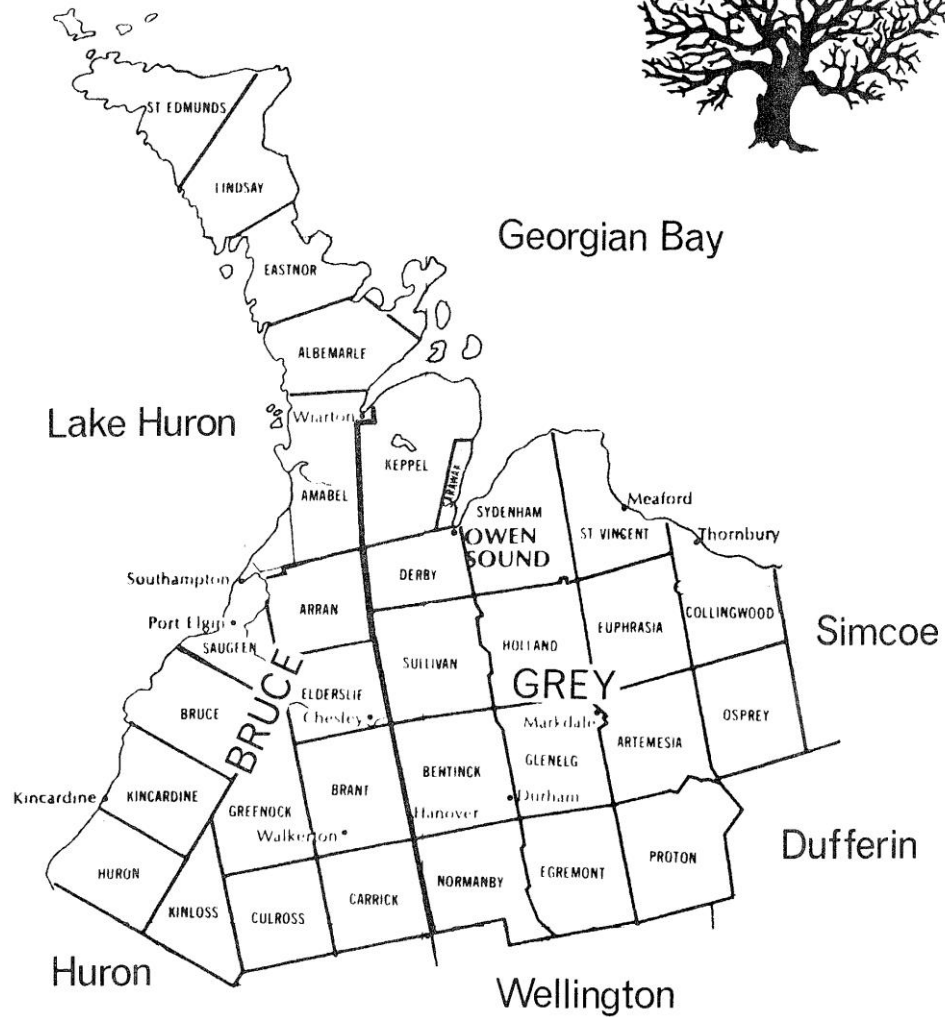 ST EDMUNDS
LINDSAY
Georgian Bay
EASTNOR
ALBEMARLE
Lake Huron
Wiarton
KEPPEL
SARAWAK
AMABEL
Meaford
SYDENHAM
OWEN
SOUND
ST VINCENT
Thornbury
DERBY
Southampton
ARRAN
COLLINGWOOD
Port Elgin
EUPHRASIA
Simcoe
SAUGEEN
HOLLAND
SULLIVAN
BRUCE
GREY
ELDERSLIE
BRUCE
Chesley
Markdale
OSPREY
ARTEMESIA
GLENELG
BENTINCK
BRANT
Kincardine
KINCARDINE
GREENOCK
Durham
Hanover
Walkerton
Dufferin
PROTON
HURON
EGREMONT
NORMANBY
CARRICK
KINLOSS
CULROSS
Huron
Wellington